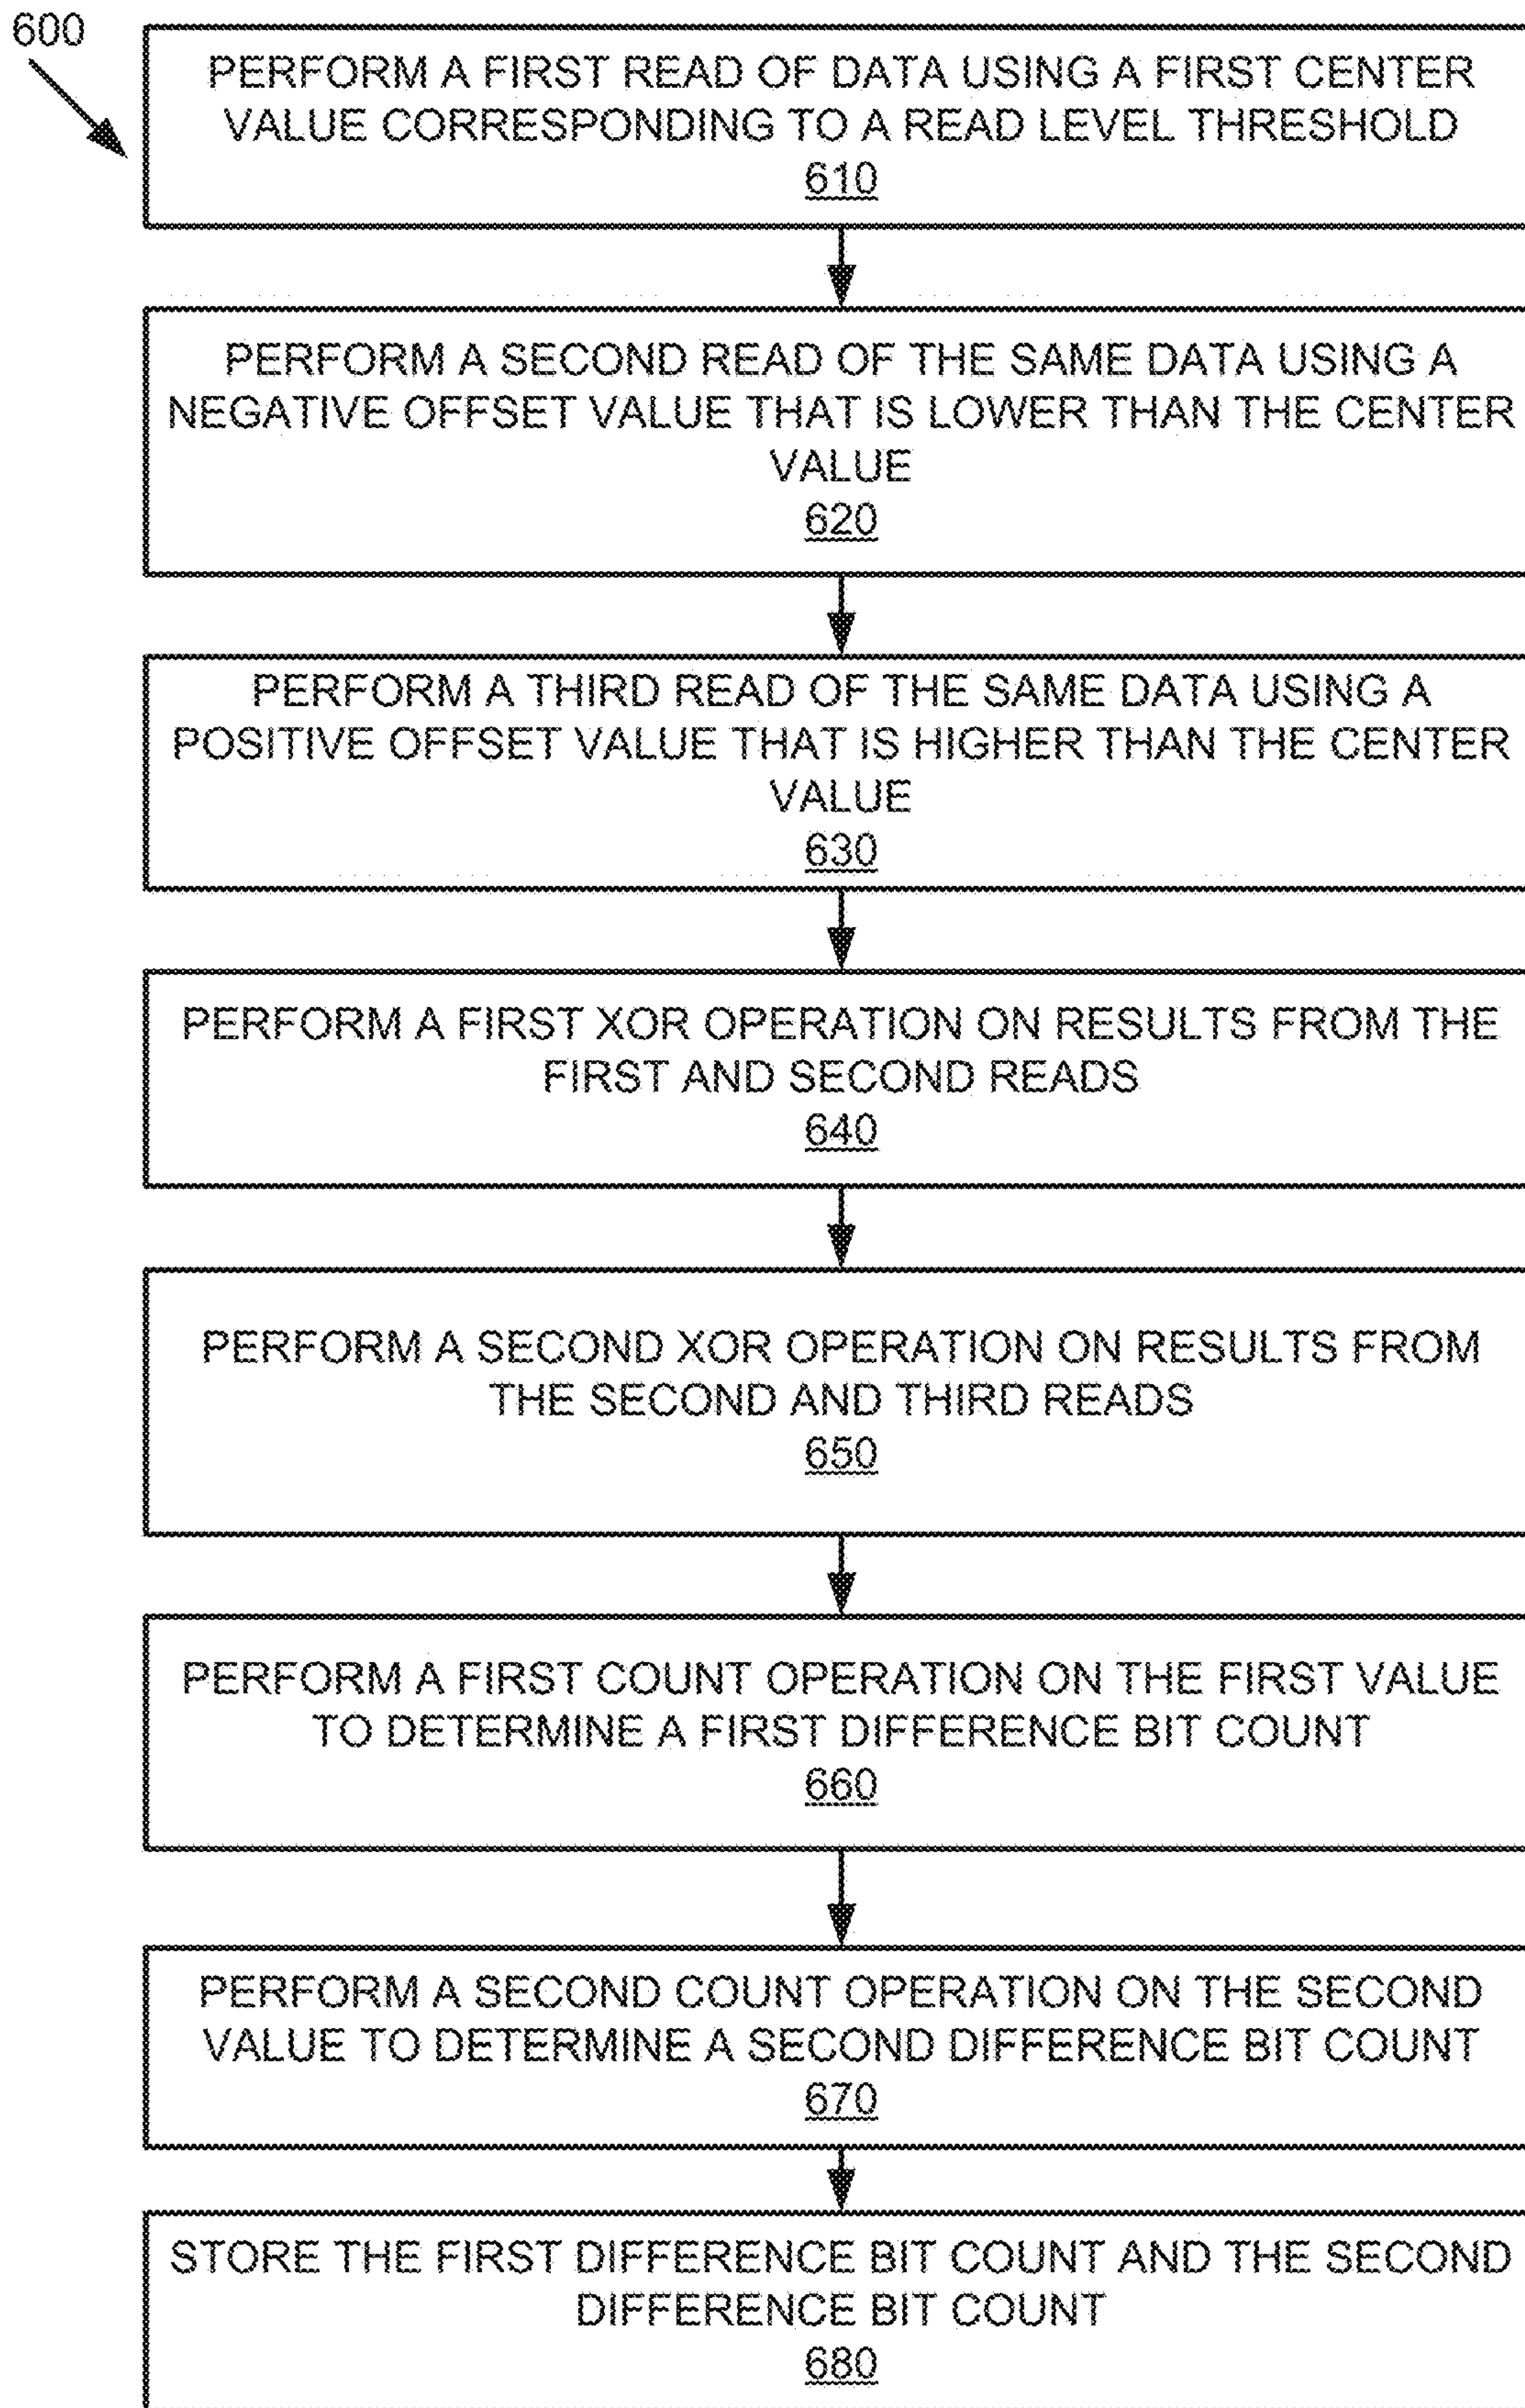 600
PERFORM A FIRST READ OF DATA USING A FIRST CENTER
VALUE CORRESPONDING TO A READ LEVEL THRESHOLD
610
PERFORM A SECOND READ OF THE SAME DATA USING A
NEGATIVE OFFSET VALUE THAT IS LOWER THAN THE CENTER
VALUE
620
PERFORM A THIRD READ OF THE SAME DATA USING A
POSITIVE OFFSET VALUE THAT IS HIGHER THAN THE CENTER
VALUE
630
PERFORM A FIRST XOR OPERATION ON RESULTS FROM THE
FIRST AND SECOND READS
640
PERFORM A SECOND XOR OPERATION ON RESULTS FROM
THE SECOND AND THIRD READS
650
PERFORM A FIRST COUNT OPERATION ON THE FIRST VALUE
TO DETERMINE A FIRST DIFFERENCE BIT COUNT
660
PERFORM A SECOND COUNT OPERATION ON THE SECOND
VALUE TO DETERMINE A SECOND DIFFERENCE BIT COUNT
670
STORE THE FIRST DIFFERENCE BIT COUNT AND THE SECOND
DIFFERENCE BIT COUNT
680